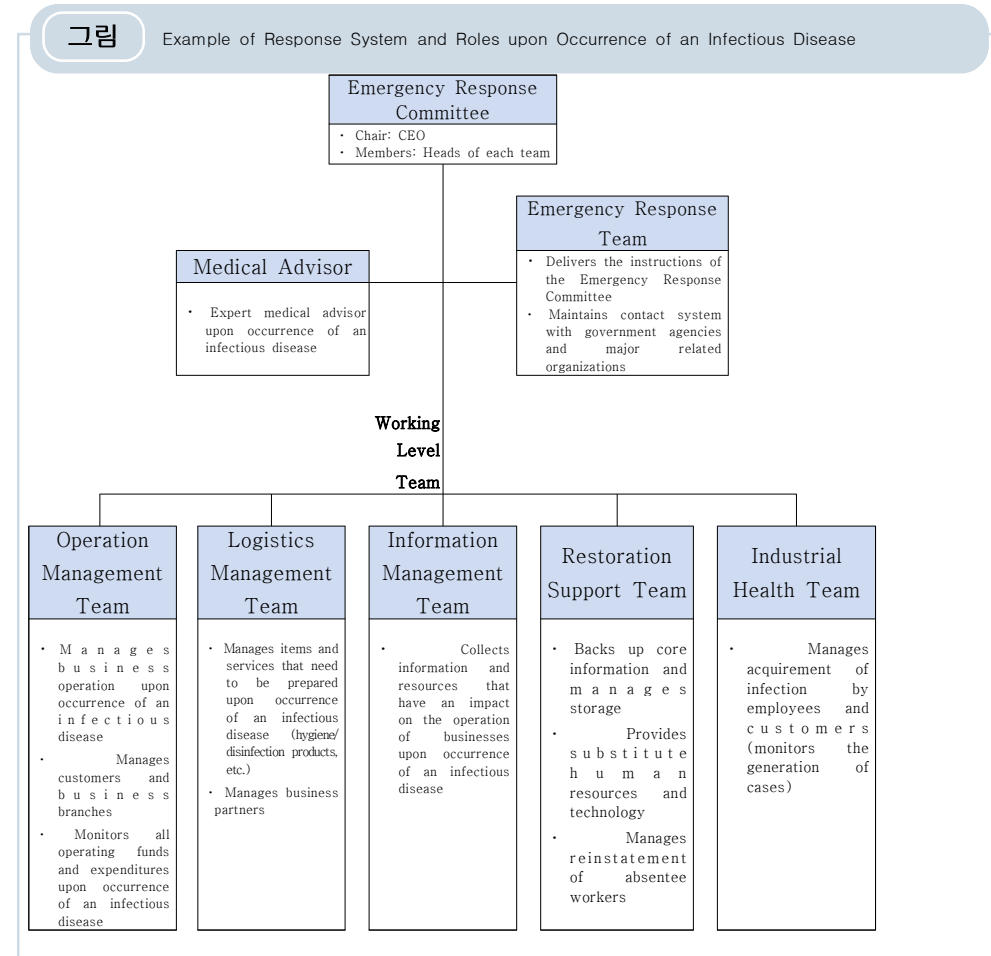 그림
Example of Response System and Roles upon Occurrence of an Infectious Disease
Emergency Response
Committee
· Chair: CEO
· Members: Heads of each team
Emergency Response
Team
· Delivers the instructions of
the Emergency Response
Committee
· Maintains contact system
with government agencies
and major related
organizations
Medical Advisor
· Expert medical advisor
upon occurrence of an
infectious disease
Working
Level
Team
Operation
Management
Team
· Manages
business
operation upon
occurrence of an
infectious
disease
· Manages
customers and
business
branches
· Monitors all
operating funds
and expenditures
upon occurrence
of an infectious
disease
Logistics
Management
Team
· Manages items and
services that need
to be prepared
upon occurrence
of an infectious
disease (hygiene/
disinfection products,
etc.)
· Manages business
partners
Information
Management
Team
· Collects
information and
resources that
have an impact
on the operation
of businesses
upon occurrence
of an infectious
disease
Restoration
Support Team
· Backs up core
information and
manages
storage
· Provides
substitute
human
resources and
technology
· Manages
reinstatement
of absentee
workers
Industrial
Health Team
· Manages
acquirement of
infection by
employees and
customers
(monitors the
generation of
cases)